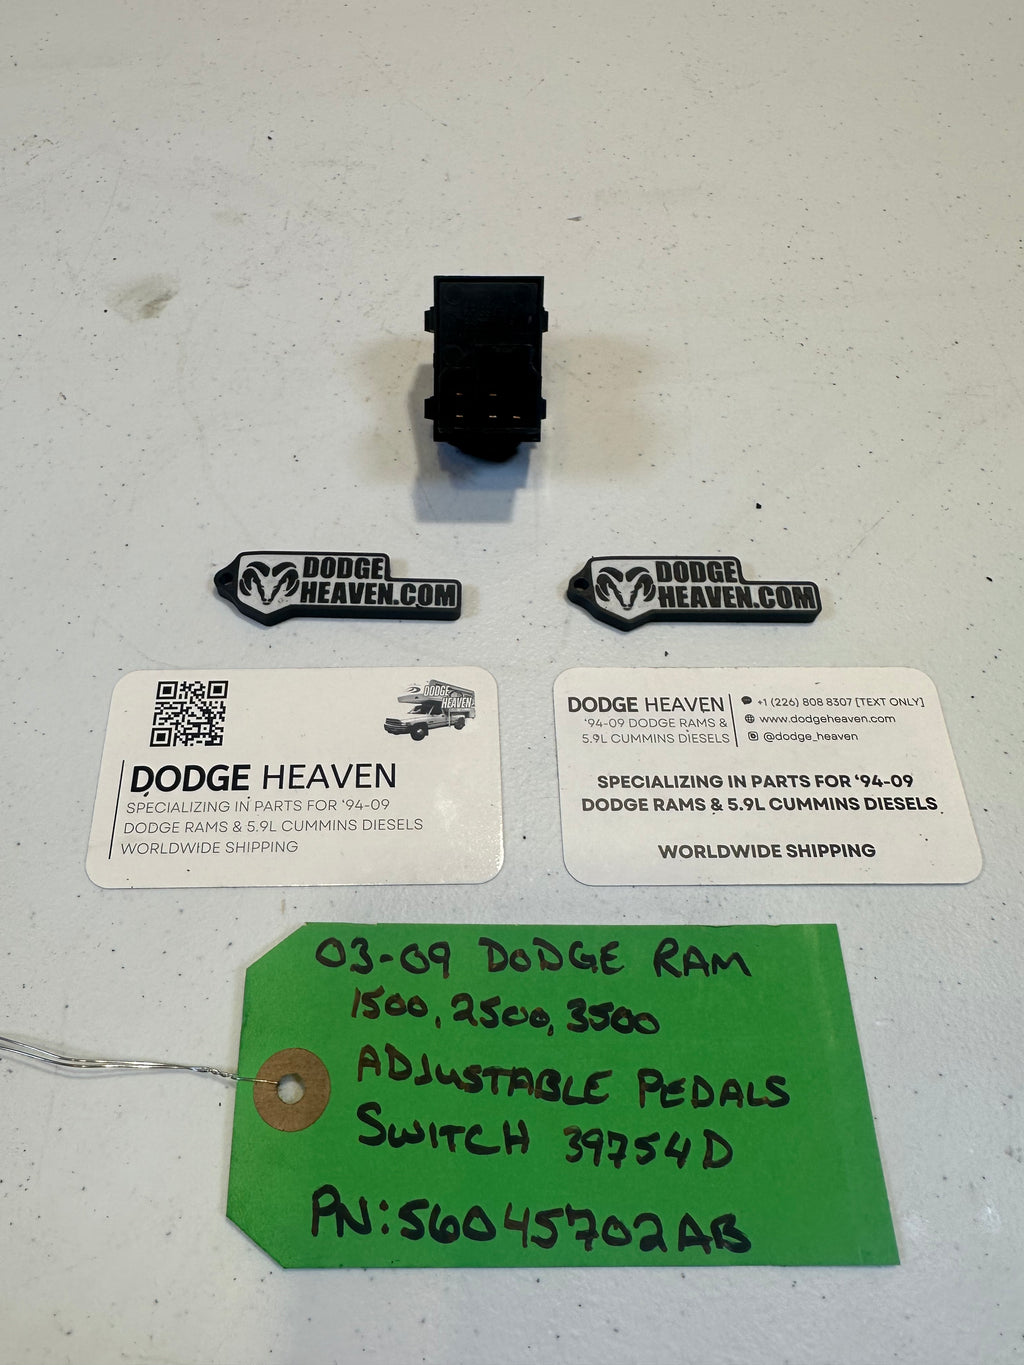 DODGE
HEAVEN.COM
DODGE
HEAVEN.COM
DODGE
HEAVEN
DODGE HEAVEN
SPECIALIZING IN PARTS FOR '94-09
DODGE RAMS & 5.9L CUMMINS DIESELS
WORLDWIDE SHIPPING
DODGE HEAVEN
'94-09 DODGE RAMS &
5.9L CUMMINS DIESELS
+1 (226) 808 8307 [TEXT ONLY]
www.dodgeheaven.com
@dodge_heaven
SPECIALIZING IN PARTS FOR '94-09
DODGE RAMS & 5.9L CUMMINS DIESELS
WORLDWIDE SHIPPING
03-09 DODGE RAM
1500, 2500, 3500
ADJUSTABLE PEDALS
SWITCH 39754D
PN: 56045702AB